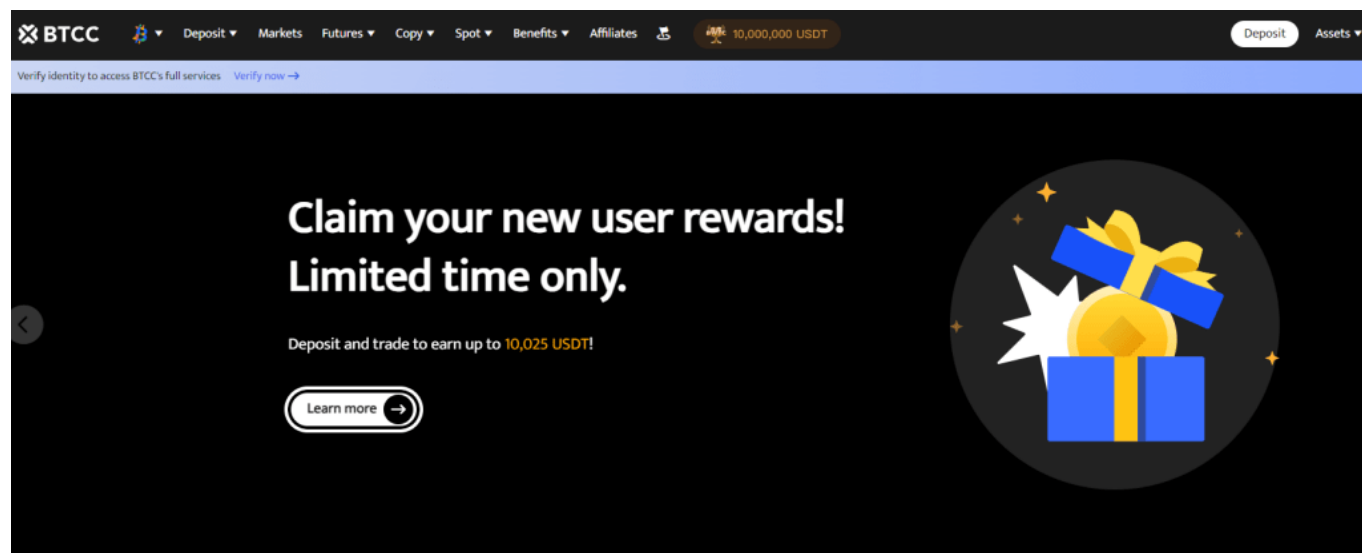 BTCC Deposit Markets Futures Copy Spot Benefits Affiliates 10,000,000 USDT Deposit Assets
Verify identity to access BTCC's full services Verify now →
Claim your new user rewards!
Limited time only.
Deposit and trade to earn up to 10,025 USDT!
Learn more →